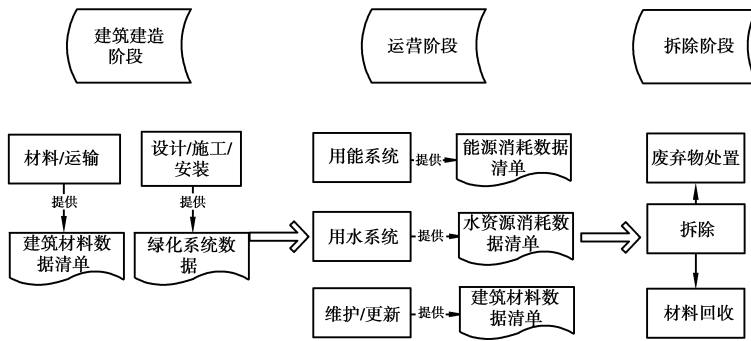 建筑建造
阶段
运营阶段
拆除阶段
材料/运输
设计/施工/
安装
提供
提供
建筑材料数
据清单
绿化系统数
据
用能系统
提供
能源消耗数据
清单
用水系统
提供
水资源消耗数
据清单
维护/更新
提供
建筑材料数
据清单
废弃物处置
拆除
材料回收